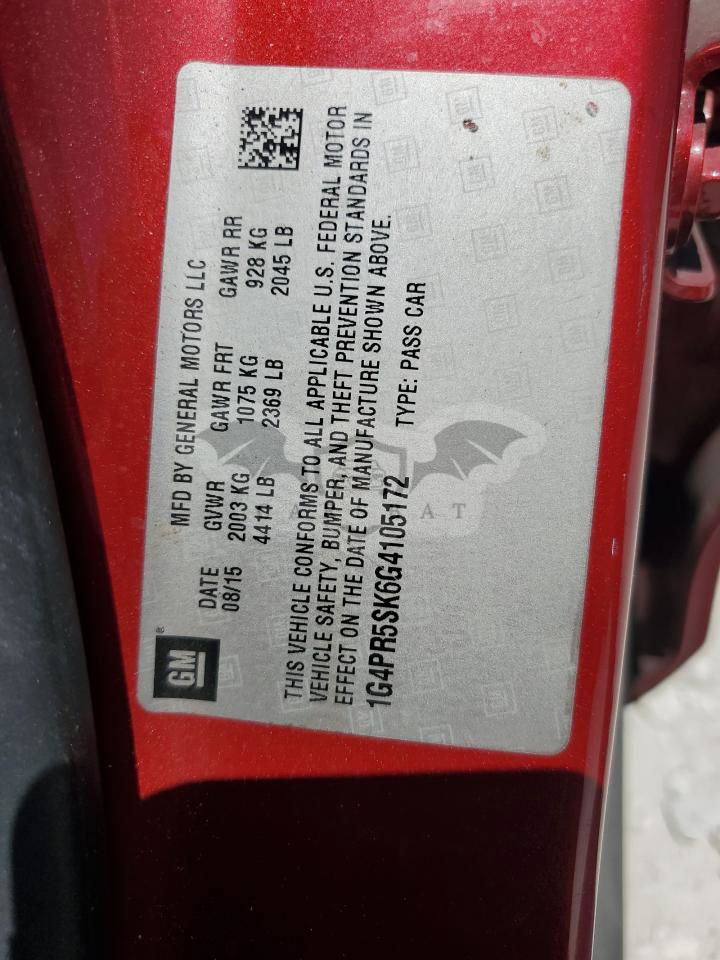 GM
®
MFD BY GENERAL MOTORS LLC
DATE GVWR GAWR FRT GAWR RR
08/15 2003 KG 1075 KG 928 KG
4414 LB 2369 LB 2045 LB
THIS VEHICLE CONFORMS TO ALL APPLICABLE U.S. FEDERAL MOTOR
VEHICLE SAFETY, BUMPER, AND THEFT PREVENTION STANDARDS IN
EFFECT ON THE DATE OF MANUFACTURE SHOWN ABOVE.
1G4PR5SK6G4105172 TYPE: PASS CAR